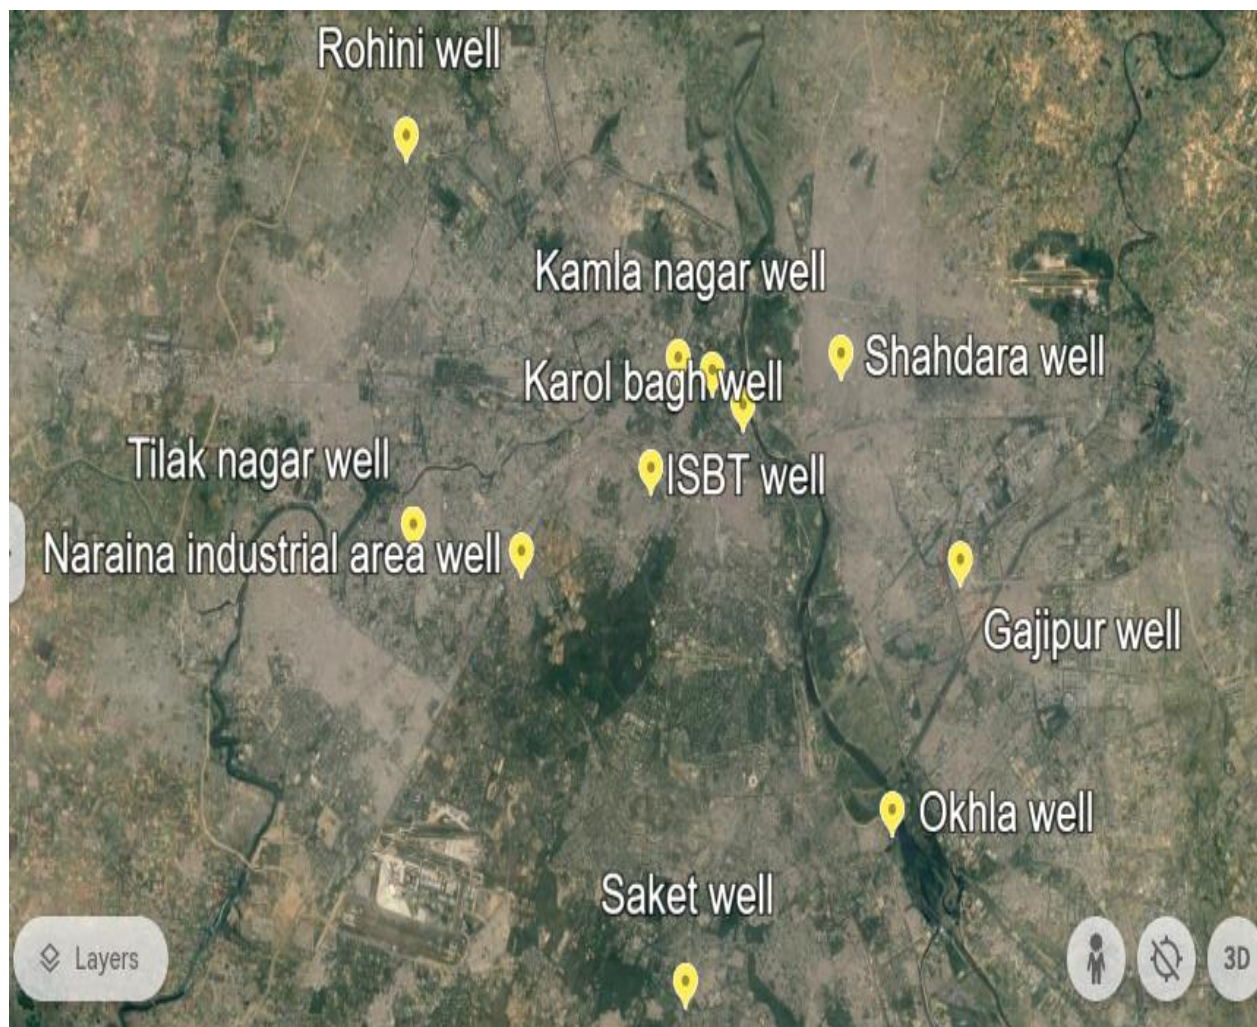 Rohini well
Kamla nagar well
Shahdara well
Karol bagh well
Tilak nagar well
ISBT well
Naraina industrial area well
Gajipur well
Okhla well
Saket well
Layers
3D